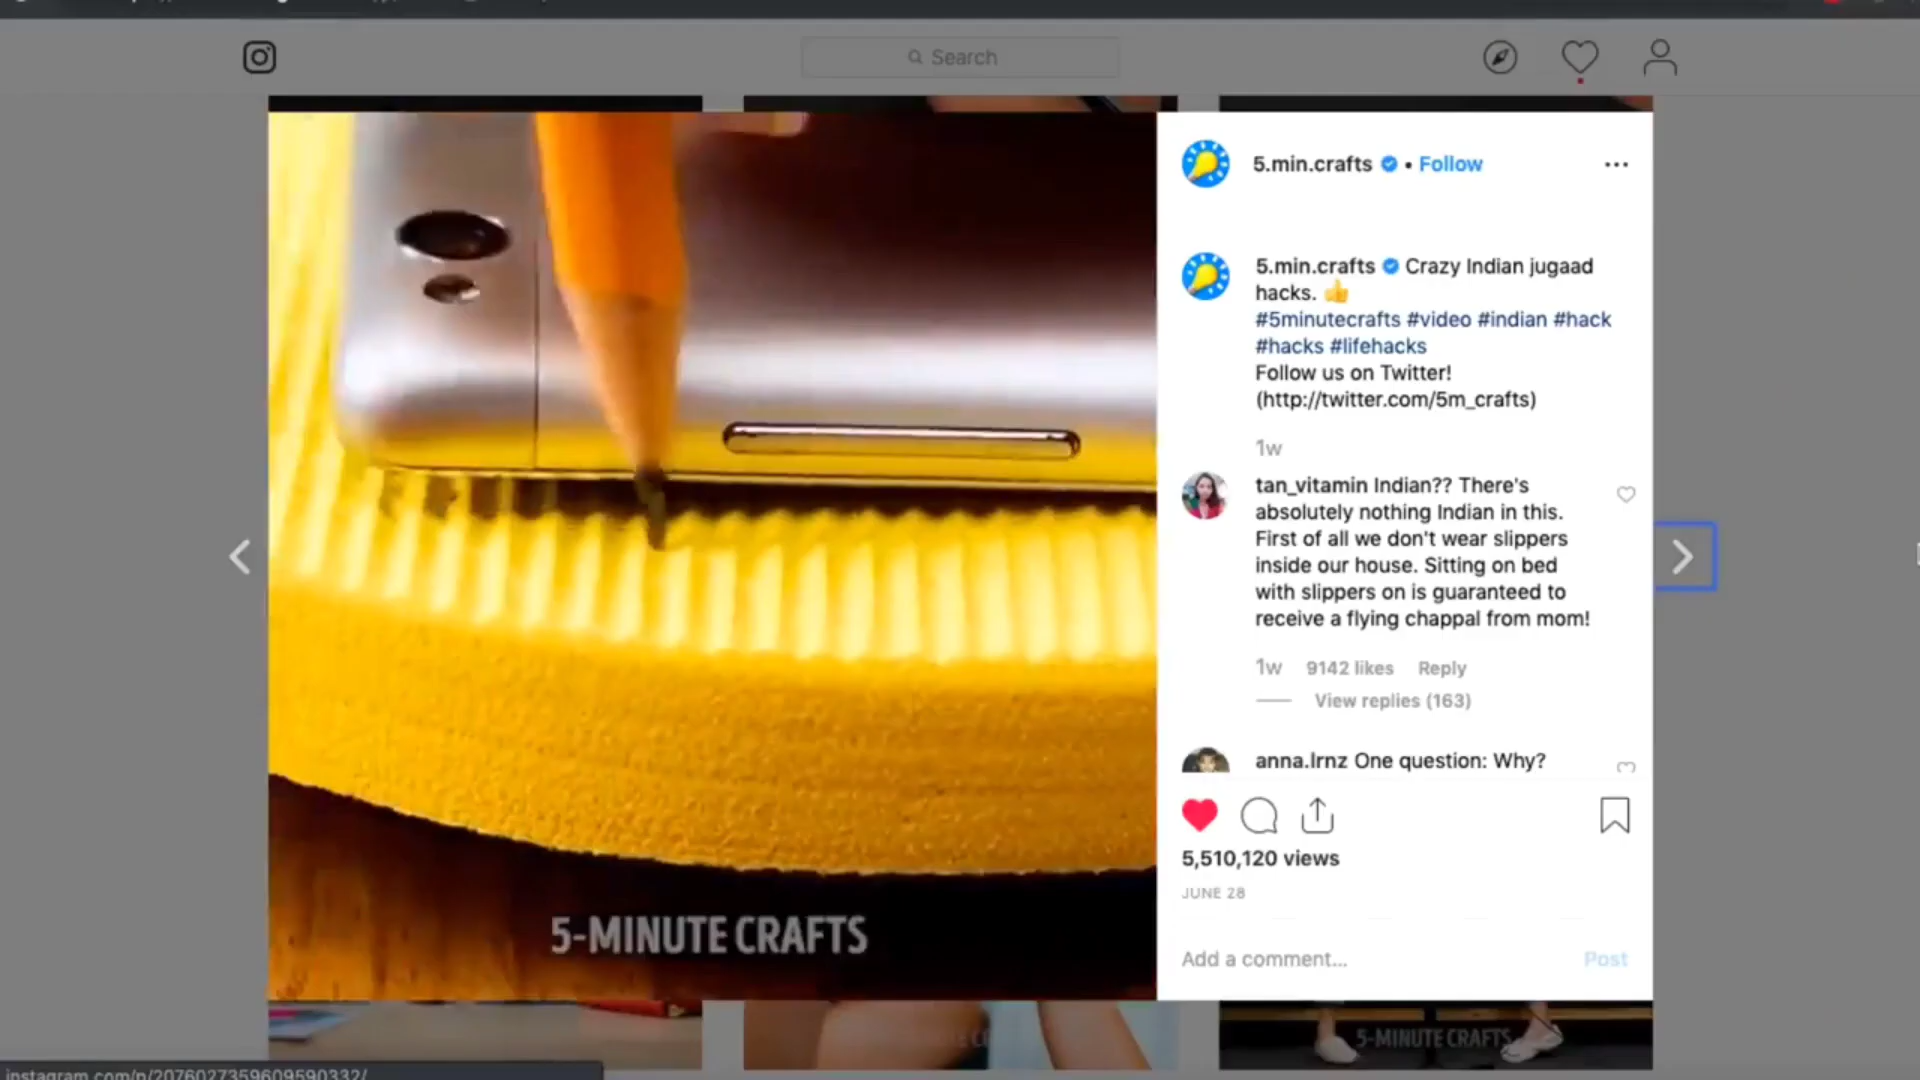 Search
5.min.crafts • Follow
5.min.crafts Crazy Indian jugaad
hacks. 👍
#5minutecrafts #video #indian #hack
#hacks #lifehacks
Follow us on Twitter!
(http://twitter.com/5m_crafts)
1w
tan_vitamin Indian?? There's
absolutely nothing Indian in this.
First of all we don't wear slippers
inside our house. Sitting on bed
with slippers on is guaranteed to
receive a flying chappal from mom!
1w 9142 likes Reply
View replies (163)
anna.lrnz One question: Why?
5,510,120 views
JUNE 28
Add a comment... Post
5-MINUTE CRAFTS
5-MINUTE CRAFTS
instagram.com/p/2076027359609590332/